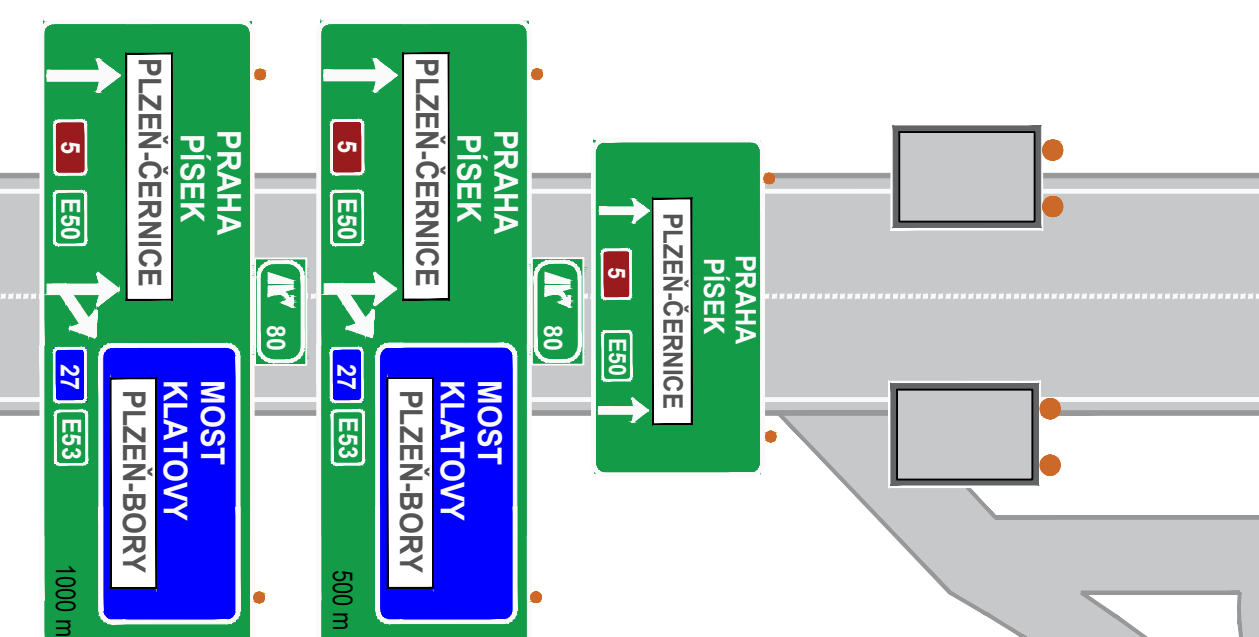 PRAHA
PÍSEK
PLZEŇ-ČERNICE
5
E50
80
MOST
KLATOVY
PLZEŇ-BORY
27
E53
1000 m
PRAHA
PÍSEK
PLZEŇ-ČERNICE
5
E50
80
MOST
KLATOVY
PLZEŇ-BORY
27
E53
500 m
PRAHA
PÍSEK
PLZEŇ-ČERNICE
5
E50